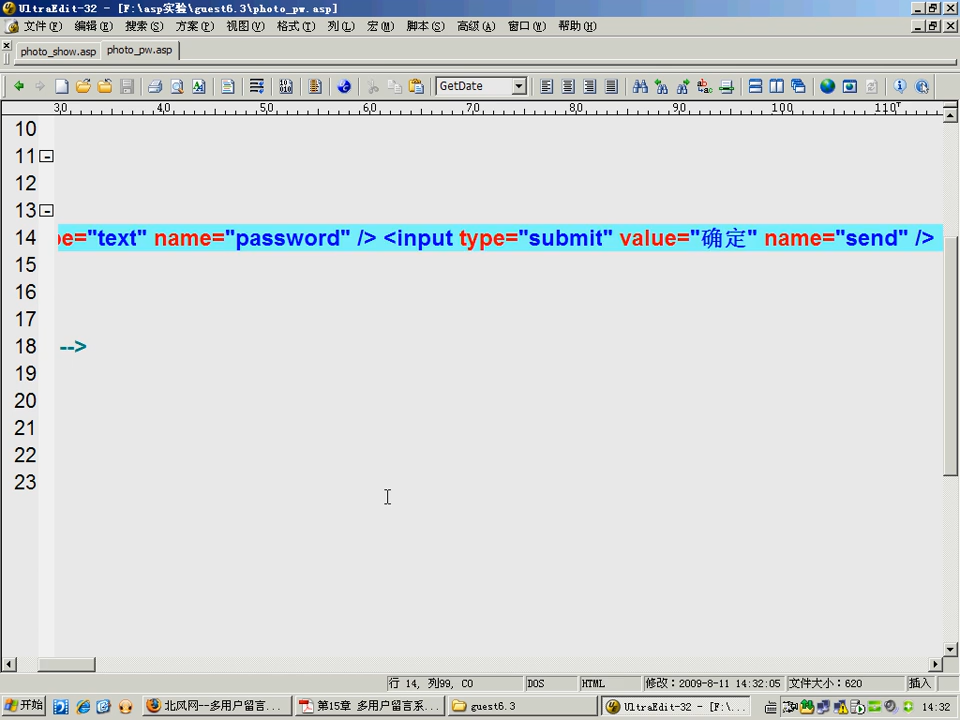 UltraEdit-32 - [F:\asp实验\guest6.3\photo_pw.asp]
文件(F) 编辑(E) 搜索(S) 方案(P) 视图(V) 格式(T) 列(L) 宏(M) 脚本(S) 高级(A) 窗口(W) 帮助(H)
photo_show.asp photo_pw.asp
GetDate
30 40 50 60 70 80 90 100 110
10
11
12
13
14 pe="text" name="password" /> <input type="submit" value="确定" name="send" />
15
16
17
18 -->
19
20
21
22
23
行 14, 列99, C0 DOS HTML 修改: 2009-8-11 14:32:05 文件大小: 620 插入
开始 北风网--多用户留言... 第15章 多用户留言系... guest6.3 UltraEdit-32 - [F:\... 14:32